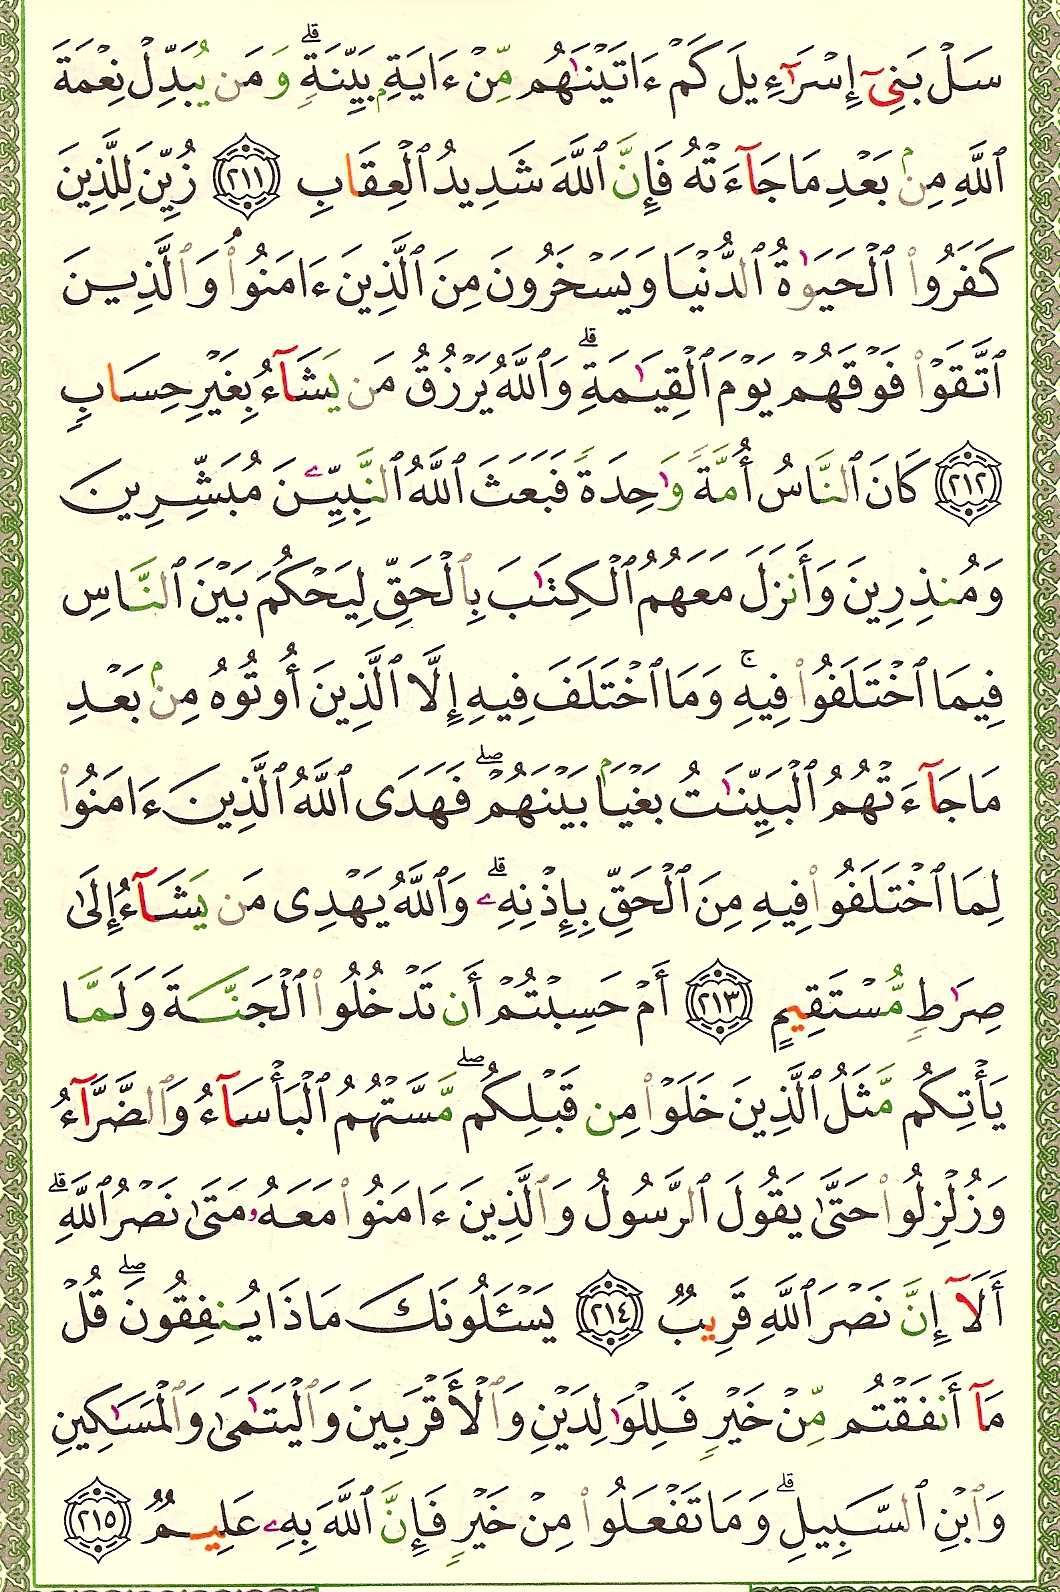 سَلْ بَنِىٓ إِسْرَٰٓءِيلَ كَمْ ءَاتَيْنَٰهُم مِّنْ ءَايَةٍۭ بَيِّنَةٍۢ ۗ وَمَن يُبَدِّلْ نِعْمَةَ
ٱللَّهِ مِنۢ بَعْدِ مَا جَآءَتْهُ فَإِنَّ ٱللَّهَ شَدِيدُ ٱلْعِقَابِ ٢١١ زُيِّنَ لِلَّذِينَ
كَفَرُوا۟ ٱلْحَيَوٰةُ ٱلدُّنْيَا وَيَسْخَرُونَ مِنَ ٱلَّذِينَ ءَامَنُوا۟ ۘ وَٱلَّذِينَ
ٱتَّقَوْا۟ فَوْقَهُمْ يَوْمَ ٱلْقِيَٰمَةِ ۗ وَٱللَّهُ يَرْزُقُ مَن يَشَآءُ بِغَيْرِ حِسَابٍ
٢١٢ كَانَ ٱلنَّاسُ أُمَّةً وَٰحِدَةً فَبَعَثَ ٱللَّهُ ٱلنَّبِيِّـۧنَ مُبَشِّرِينَ
وَمُنذِرِينَ وَأَنزَلَ مَعَهُمُ ٱلْكِتَٰبَ بِٱلْحَقِّ لِيَحْكُمَ بَيْنَ ٱلنَّاسِ
فِيمَا ٱخْتَلَفُوا۟ فِيهِ ۚ وَمَا ٱخْتَلَفَ فِيهِ إِلَّا ٱلَّذِينَ أُوتُوهُ مِنۢ بَعْدِ
مَا جَآءَتْهُمُ ٱلْبَيِّنَٰتُ بَغْيًۢا بَيْنَهُمْ ۖ فَهَدَى ٱللَّهُ ٱلَّذِينَ ءَامَنُوا۟
لِمَا ٱخْتَلَفُوا۟ فِيهِ مِنَ ٱلْحَقِّ بِإِذْنِهِۦ ۗ وَٱللَّهُ يَهْدِى مَن يَشَآءُ إِلَىٰ
صِرَٰطٍ مُّسْتَقِيمٍ ٢١٣ أَمْ حَسِبْتُمْ أَن تَدْخُلُوا۟ ٱلْجَنَّةَ وَلَمَّا
يَأْتِكُم مَّثَلُ ٱلَّذِينَ خَلَوْا۟ مِن قَبْلِكُم ۖ مَّسَّتْهُمُ ٱلْبَأْسَآءُ وَٱلضَّرَّآءُ
وَزُلْزِلُوا۟ حَتَّىٰ يَقُولَ ٱلرَّسُولُ وَٱلَّذِينَ ءَامَنُوا۟ مَعَهُۥ مَتَىٰ نَصْرُ ٱللَّهِ ۗ
أَلَآ إِنَّ نَصْرَ ٱللَّهِ قَرِيبٌ ٢١٤ يَسْـَٔلُونَكَ مَاذَا يُنفِقُونَ ۖ قُلْ
مَآ أَنفَقْتُم مِّنْ خَيْرٍ فَلِلْوَٰلِدَيْنِ وَٱلْأَقْرَبِينَ وَٱلْيَتَٰمَىٰ وَٱلْمَسَٰكِينِ
وَٱبْنِ ٱلسَّبِيلِ ۗ وَمَا تَفْعَلُوا۟ مِنْ خَيْرٍ فَإِنَّ ٱللَّهَ بِهِۦ عَلِيمٌ ٢١٥